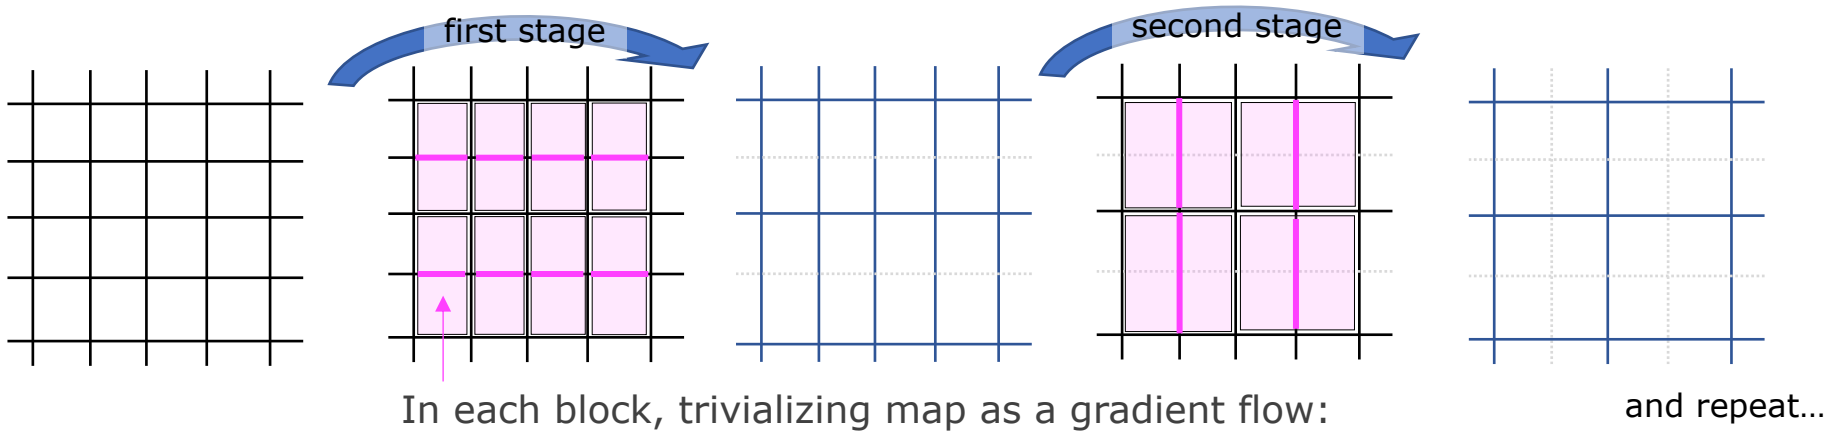 first stage
second stage
In each block, trivializing map as a gradient flow:
and repeat…